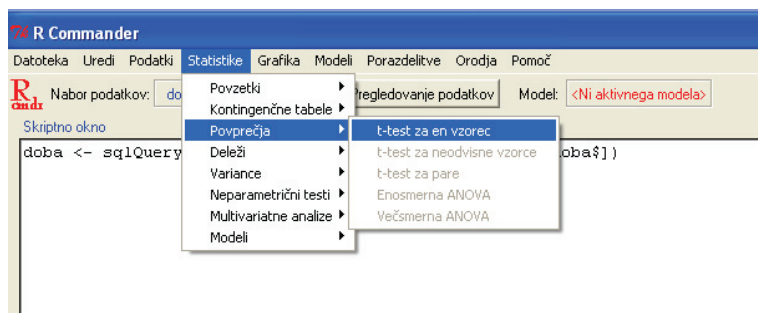 R Commander
Datoteka Uredi Podatki Statistike Grafika Modeli Porazdelitve Orodja Pomoč
R cmdr Nabor podatkov: do regledovanje podatkov Model: <Ni aktivnega modela>
Skriptno okno
doba <- sqlQuery oba$])
Povzetki
Kontingenčne tabele
Povprečja
Deleži
Variance
Neparametrični testi
Multivariatne analize
Modeli
t-test za en vzorec
t-test za neodvisne vzorce
t-test za pare
Enosmerna ANOVA
Večsmerna ANOVA